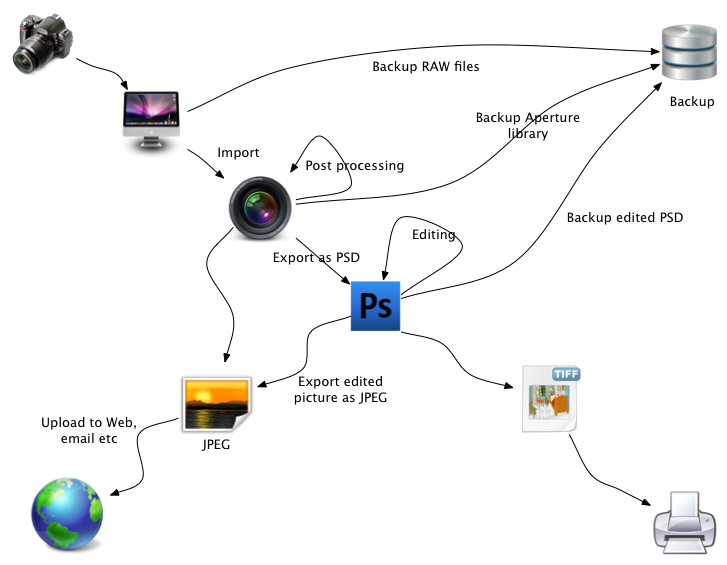 Backup RAW files
Backup
Backup Aperture
library
Import
Post processing
Backup edited PSD
Editing
Export as PSD
Ps
TIFF
Export edited
picture as JPEG
Upload to Web,
email etc
JPEG